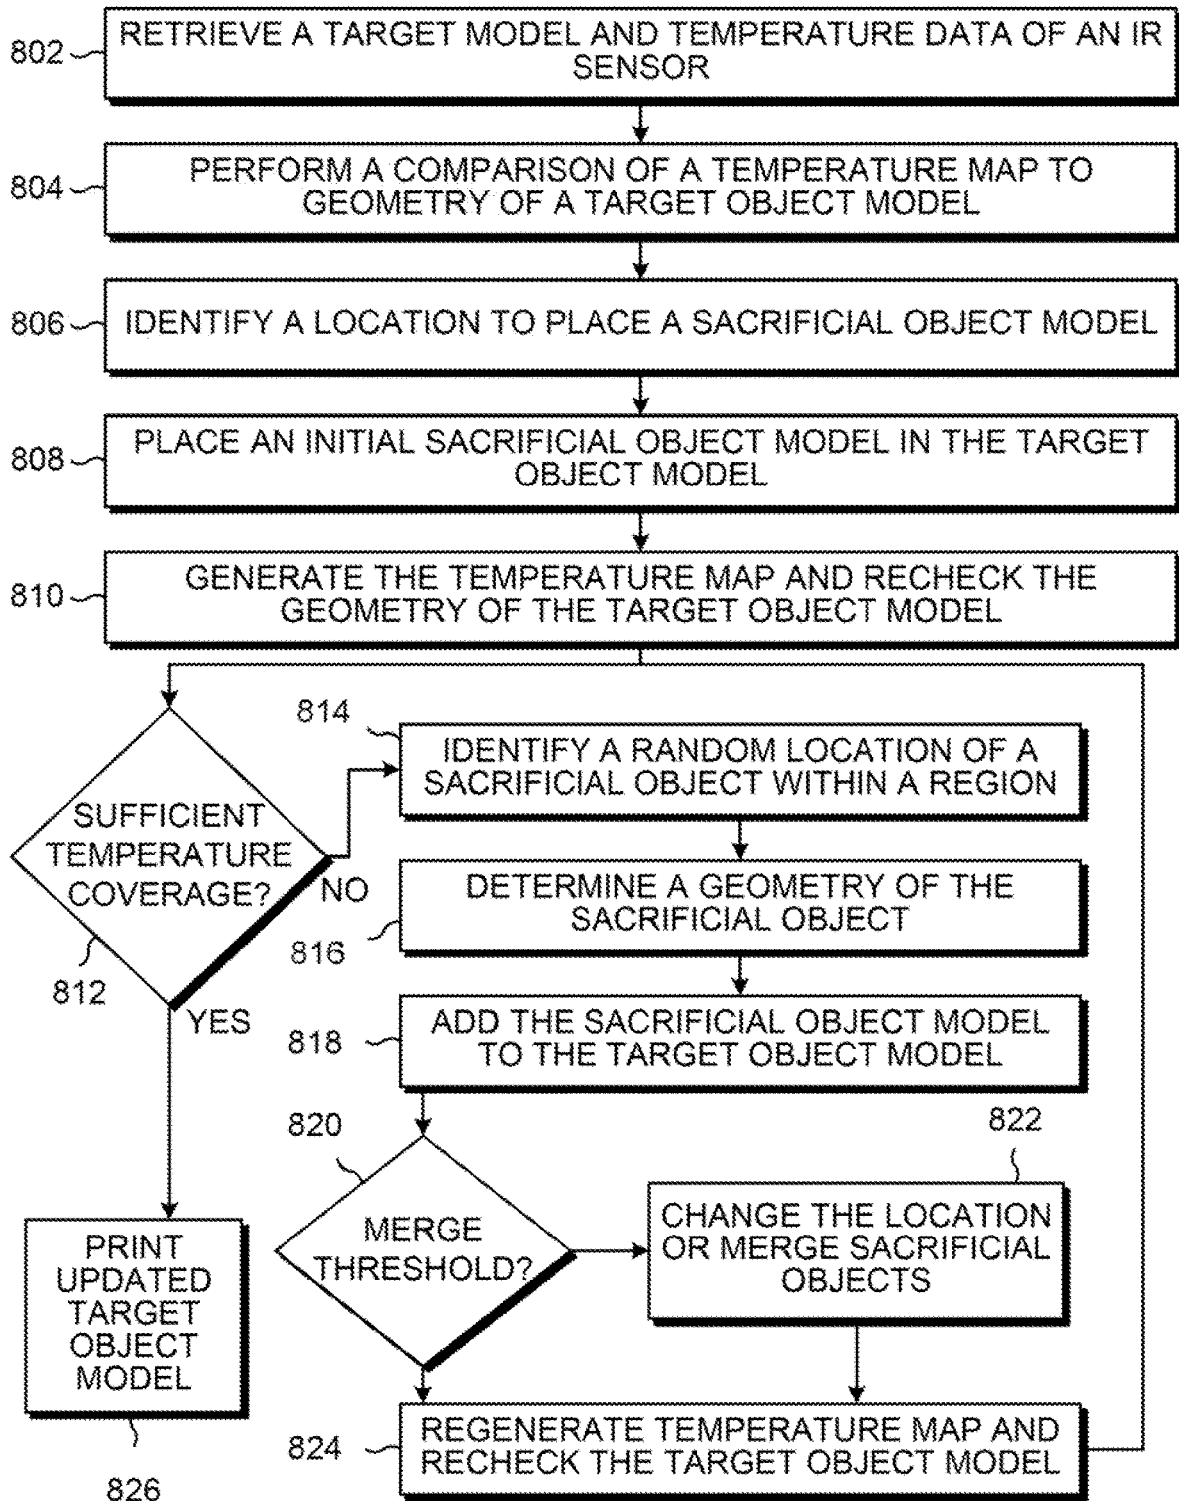 802
RETRIEVE A TARGET MODEL AND TEMPERATURE DATA OF AN IR
SENSOR
804
PERFORM A COMPARISON OF A TEMPERATURE MAP TO
GEOMETRY OF A TARGET OBJECT MODEL
806
IDENTIFY A LOCATION TO PLACE A SACRIFICIAL OBJECT MODEL
808
PLACE AN INITIAL SACRIFICIAL OBJECT MODEL IN THE TARGET
OBJECT MODEL
810
GENERATE THE TEMPERATURE MAP AND RECHECK THE
GEOMETRY OF THE TARGET OBJECT MODEL
SUFFICIENT
TEMPERATURE
COVERAGE?
812
NO
YES
814
IDENTIFY A RANDOM LOCATION OF A
SACRIFICIAL OBJECT WITHIN A REGION
816
DETERMINE A GEOMETRY OF THE
SACRIFICIAL OBJECT
818
ADD THE SACRIFICIAL OBJECT MODEL
TO THE TARGET OBJECT MODEL
820
MERGE
THRESHOLD?
822
CHANGE THE LOCATION
OR MERGE SACRIFICIAL
OBJECTS
824
REGENERATE TEMPERATURE MAP AND
RECHECK THE TARGET OBJECT MODEL
PRINT
UPDATED
TARGET
OBJECT
MODEL
826